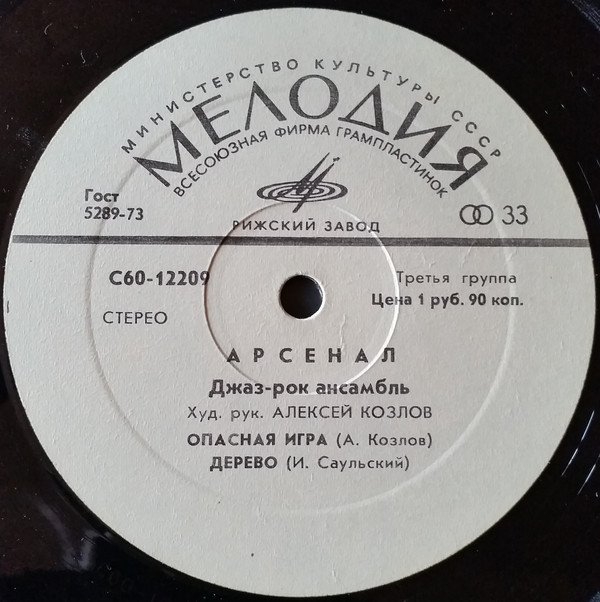 МИНИСТЕРСТВО КУЛЬТУРЫ СССР
МЕЛОДИЯ
ВСЕСОЮЗНАЯ ФИРМА ГРАМПЛАСТИНОК
Гост
5289-73
33
РИЖСКИЙ ЗАВОД
С60-12209
Третья группа
Цена 1 руб. 90 коп.
СТЕРЕО
АРСЕНАЛ
Джаз-рок ансамбль
Худ. рук. АЛЕКСЕЙ КОЗЛОВ
ОПАСНАЯ ИГРА (А. Козлов)
ДЕРЕВО (И. Саульский)